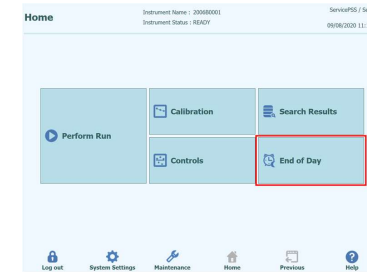 Home
Instrument Name : 200680001
Instrument Status : READY
ServicePSS / Se
09/08/2020 11:
Perform Run
Calibration
Search Results
Controls
End of Day
Log out
System Settings
Maintenance
Home
Previous
Help